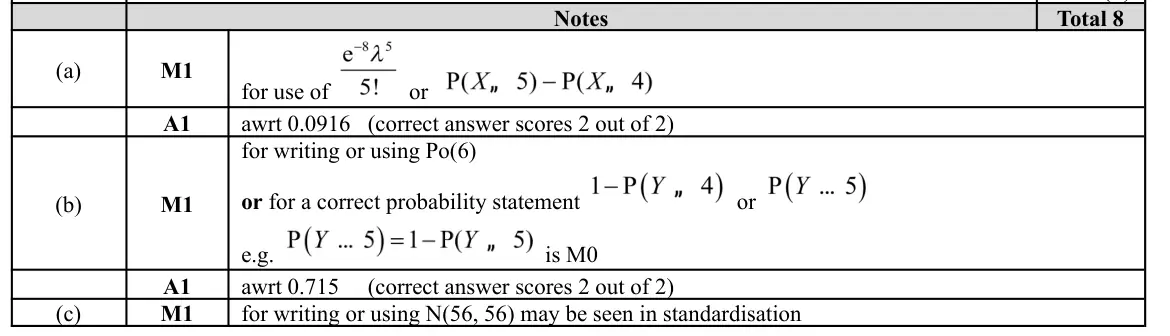 Notes Total 8
(a) M1 for use of e⁻⁸λ⁵/5! or P(X„ 5) − P(X„ 4)
A1 awrt 0.0916 (correct answer scores 2 out of 2)
(b) M1 for writing or using Po(6)
or for a correct probability statement 1−P(Y „ 4) or P(Y ... 5)
e.g. P(Y ... 5)=1−P(Y „ 5) is M0
A1 awrt 0.715 (correct answer scores 2 out of 2)
(c) M1 for writing or using N(56, 56) may be seen in standardisation